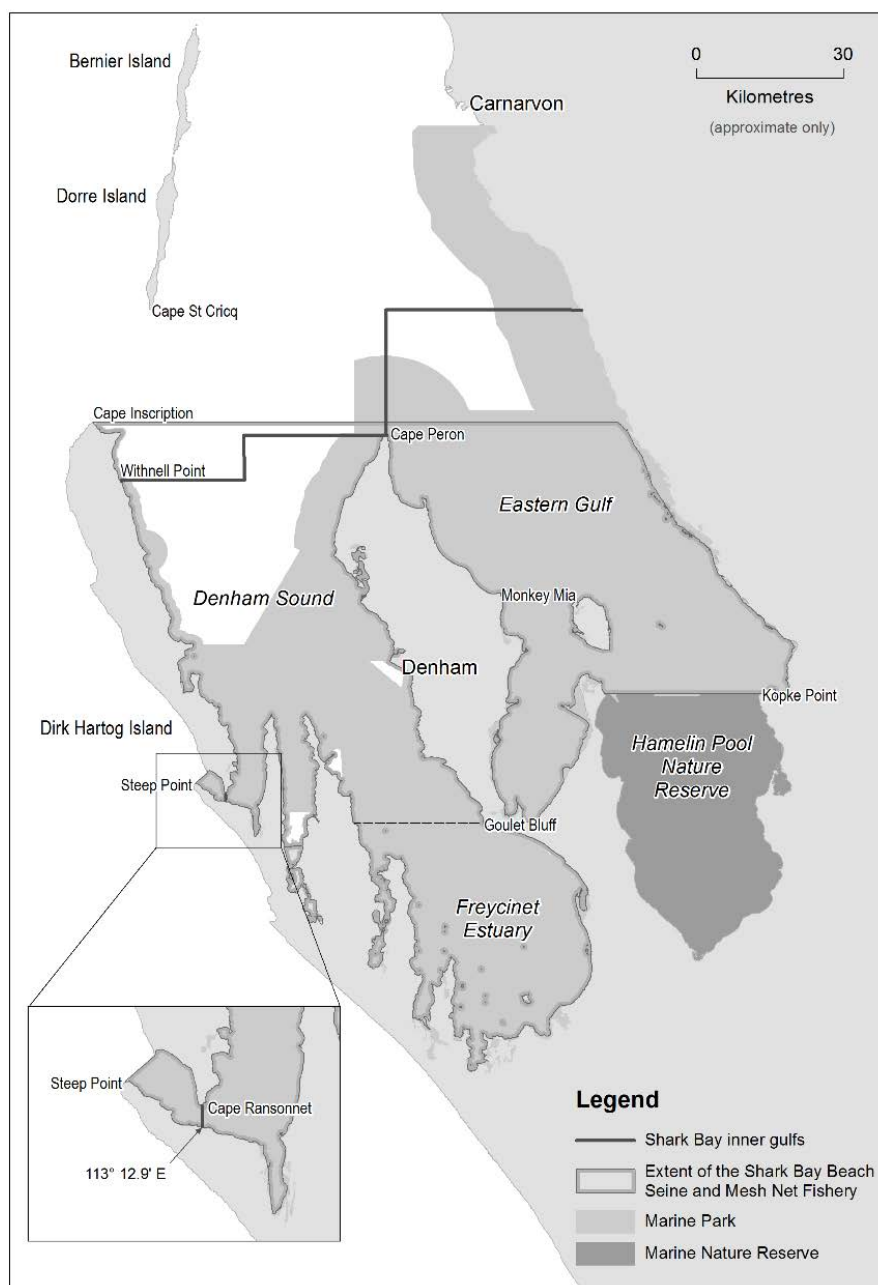 Bernier Island
0
30
Kilometres
(approximate only)
Carnarvon
Dorre Island
Cape St Cricq
Cape Inscription
Cape Peron
Withnell Point
Eastern Gulf
Denham Sound
Monkey Mia
Denham
Kopke Point
Dirk Hartog Island
Hamelin Pool
Nature
Reserve
Steep Point
Goulet Bluff
Freycinet
Estuary
Steep Point
Cape Ransonnet
113° 12.9' E
Legend
Shark Bay inner gulfs
Extent of the Shark Bay Beach
Seine and Mesh Net Fishery
Marine Park
Marine Nature Reserve